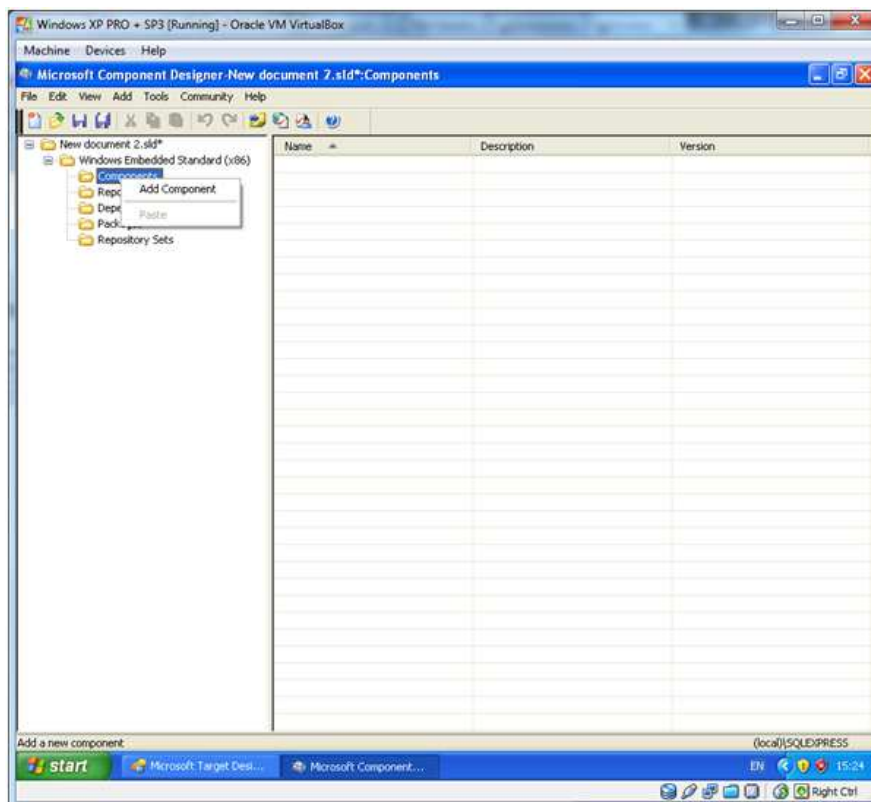 Windows XP PRO + SP3 [Running] - Oracle VM VirtualBox
Machine Devices Help
Microsoft Component Designer-New document 2.sld*:Components
File Edit View Add Tools Community Help
New document 2.sld*
Name Description Version
Windows Embedded Standard (x86)
Components
Add Component
Repo
Depe
Paste
Pack
Repository Sets
Add a new component
(local)\SQLEXPRESS
start Microsoft Target Desi... Microsoft Component... EN 15:24
Right Ctrl